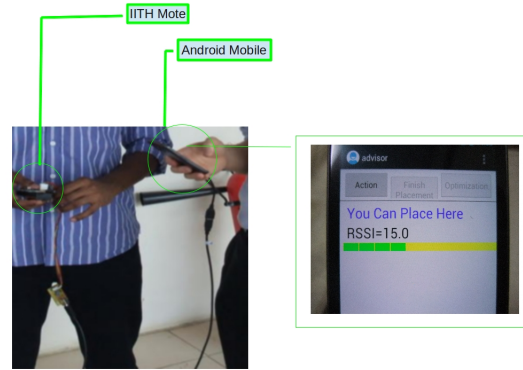 IITH Mote
Android Mobile
advisor
Action
Finish
Placement
Optimization
You Can Place Here
RSSI=15.0